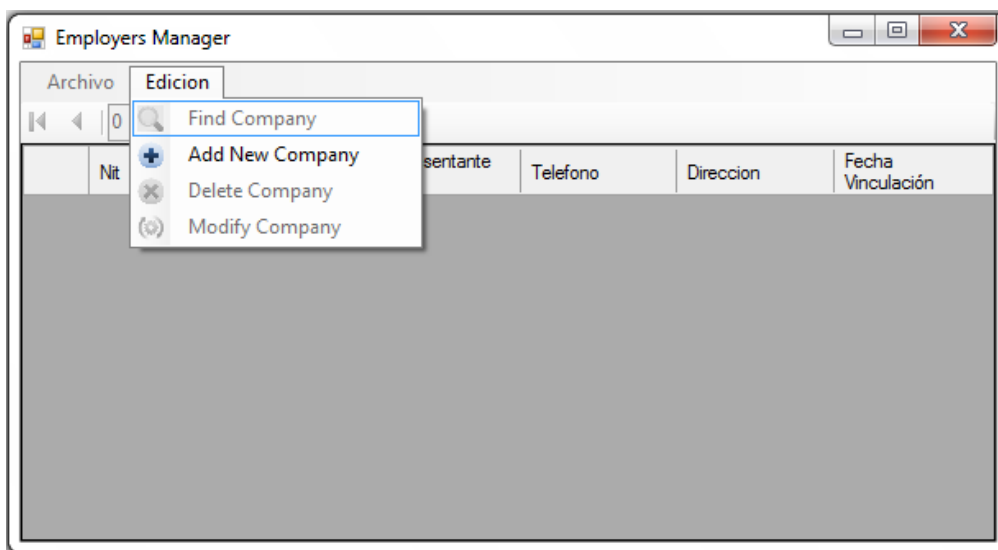 Employers Manager
Archivo Edicion
0
Find Company
Add New Company
Delete Company
Modify Company
Nit
sentante
Telefono
Direccion
Fecha
Vinculación